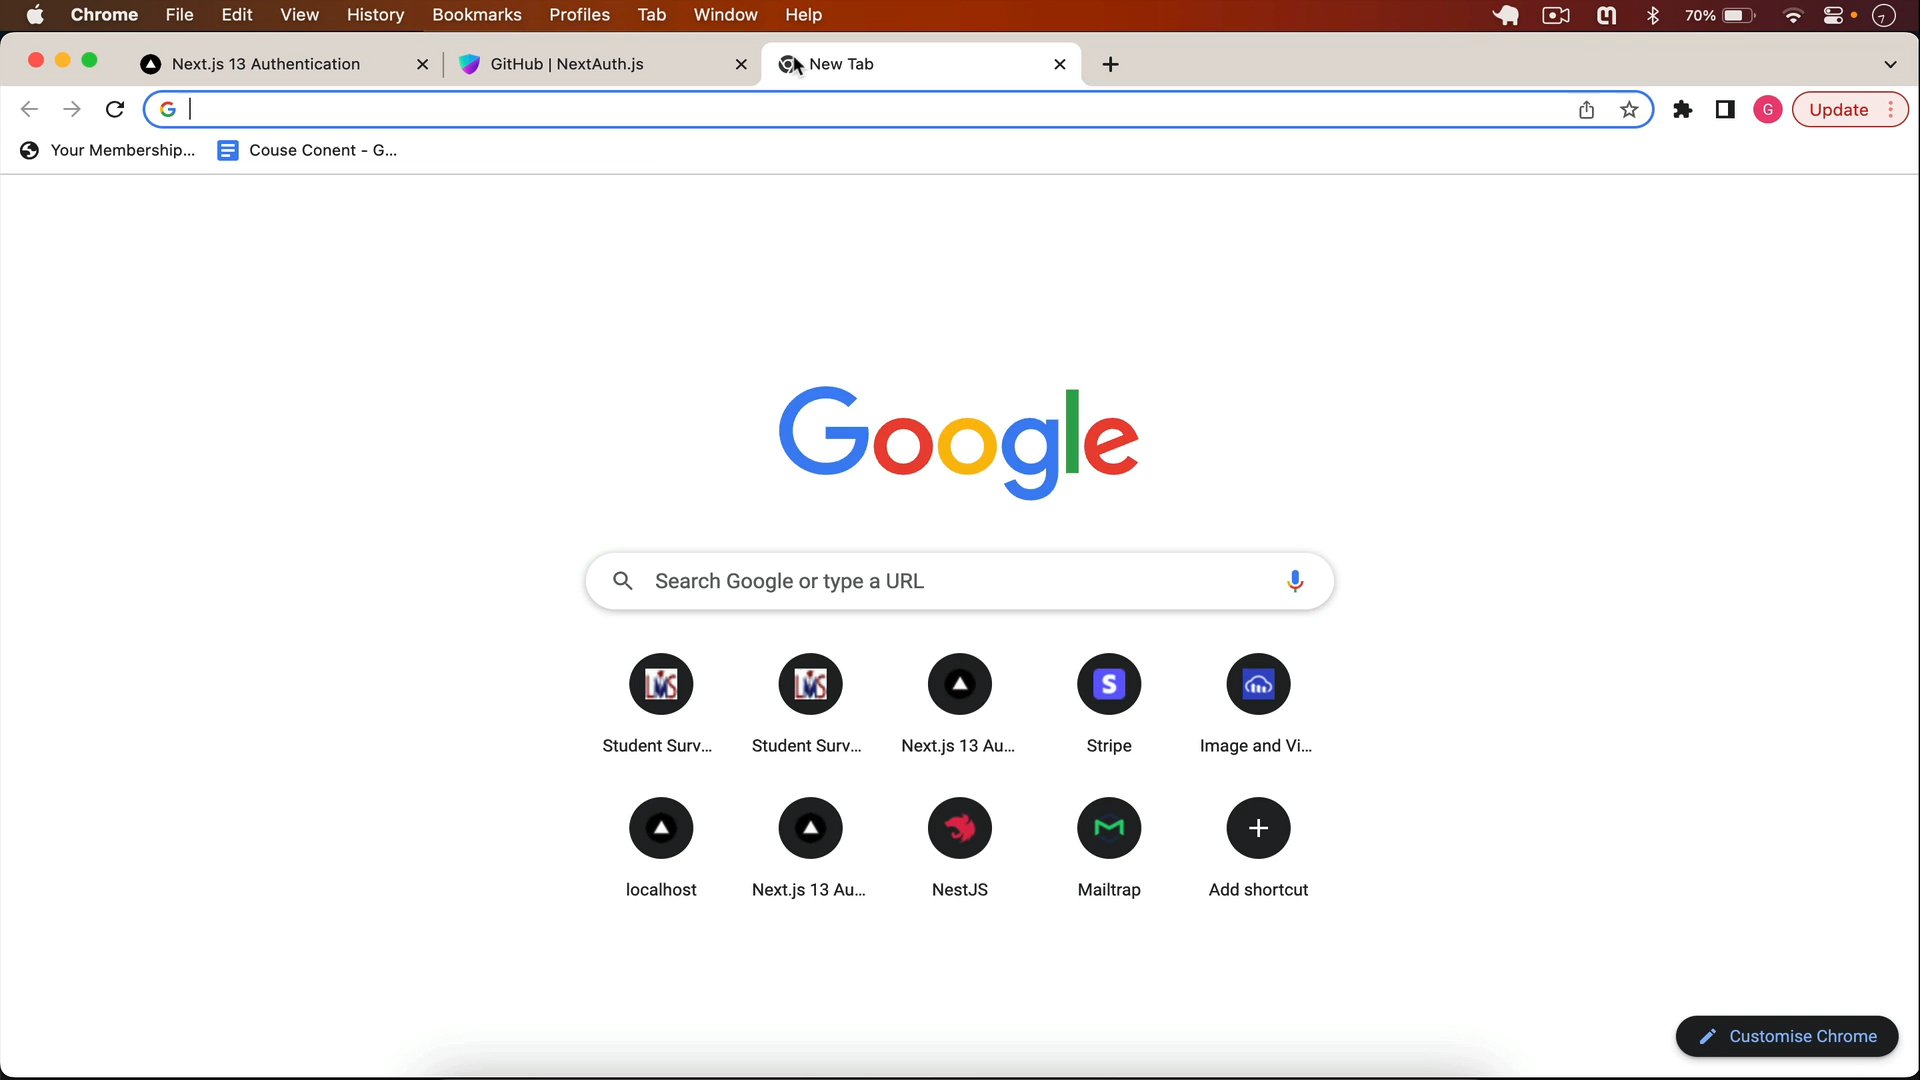 Chrome File Edit View History Bookmarks Profiles Tab Window Help 70%
Next.js 13 Authentication GitHub | NextAuth.js New Tab
G Update
Your Membership... Couse Conent - G...
Google
Search Google or type a URL
Student Surv... Student Surv... Next.js 13 Au... Stripe Image and Vi...
localhost Next.js 13 Au... NestJS Mailtrap Add shortcut
Customise Chrome